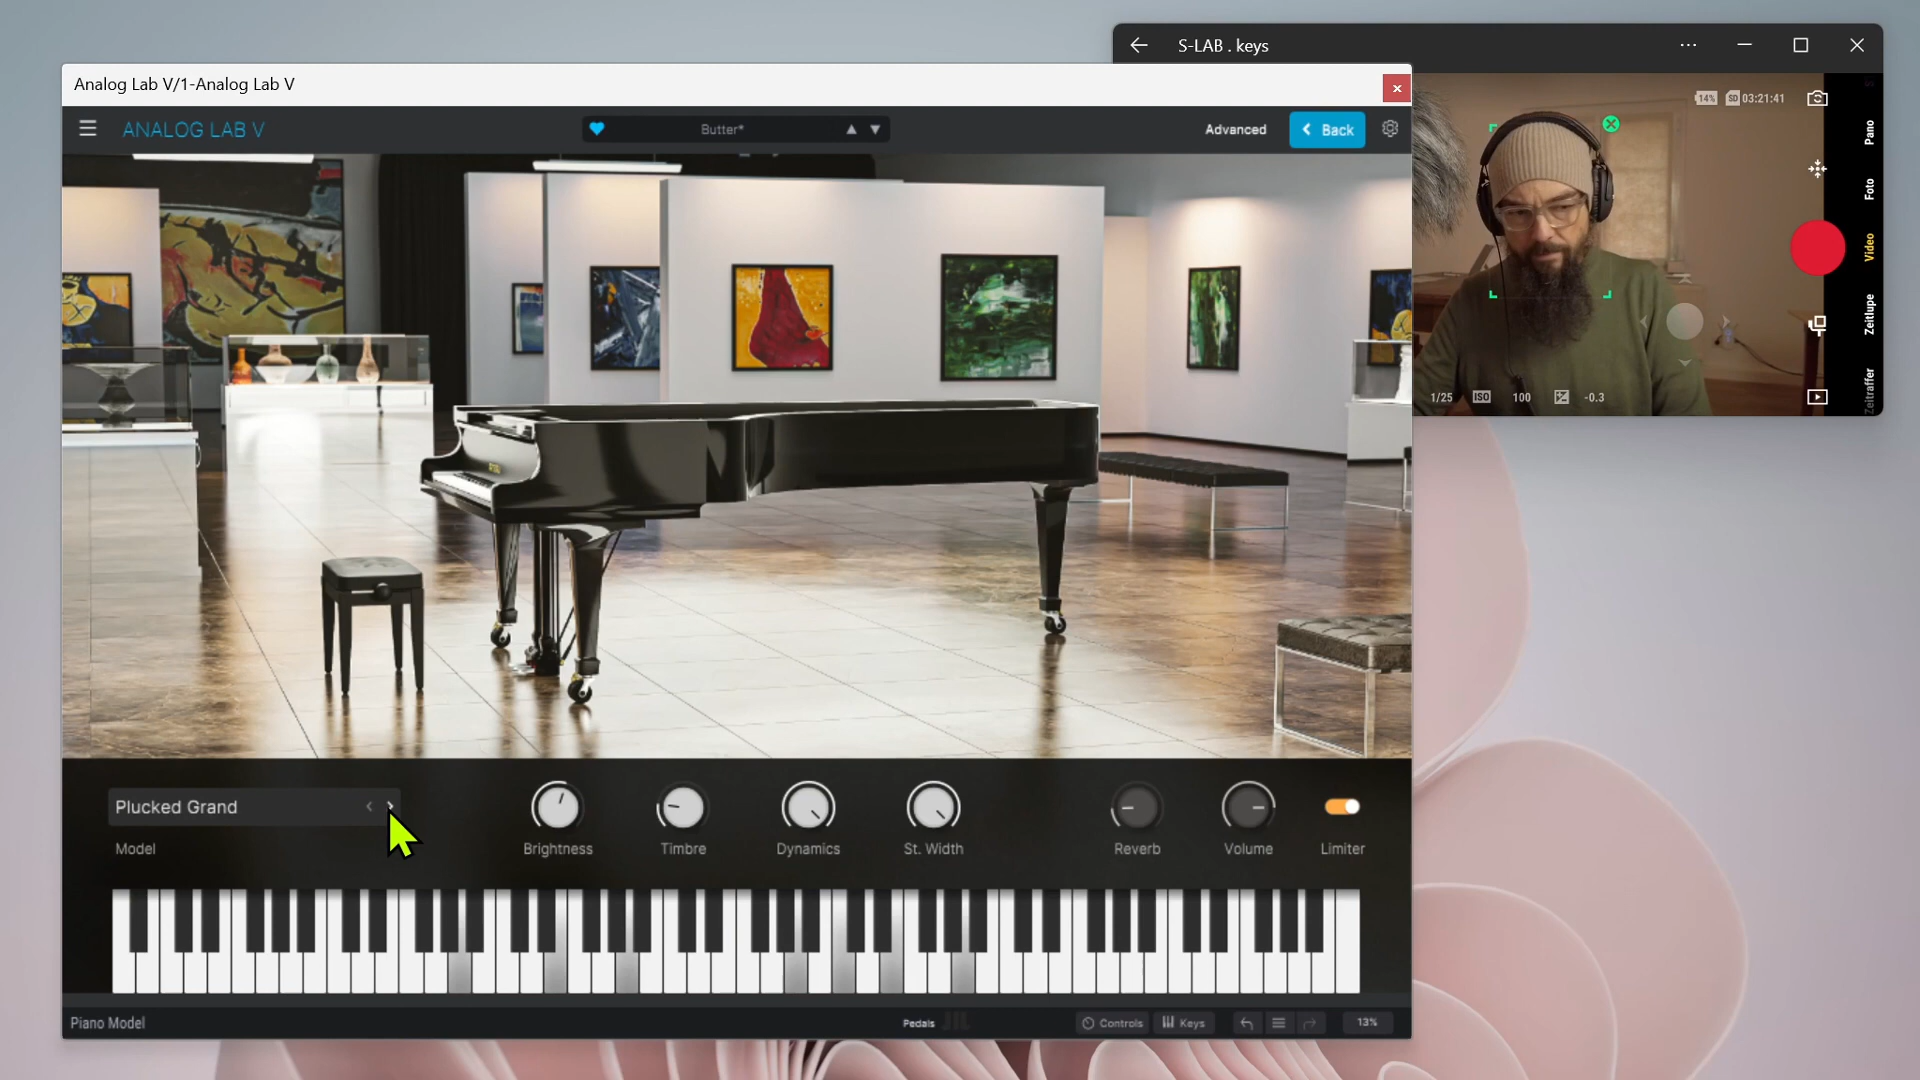 S-LAB . keys
Analog Lab V/1-Analog Lab V
ANALOG LAB V
Butter*
Advanced
Back
14%
SD 03:21:41
Pano
Foto
Video
Zeitlupe
Zeitraffer
1/25 ISO 100 -0.3
Plucked Grand
Model
Brightness
Timbre
Dynamics
St. Width
Reverb
Volume
Limiter
Piano Model
Pedals
Controls
Keys
13%